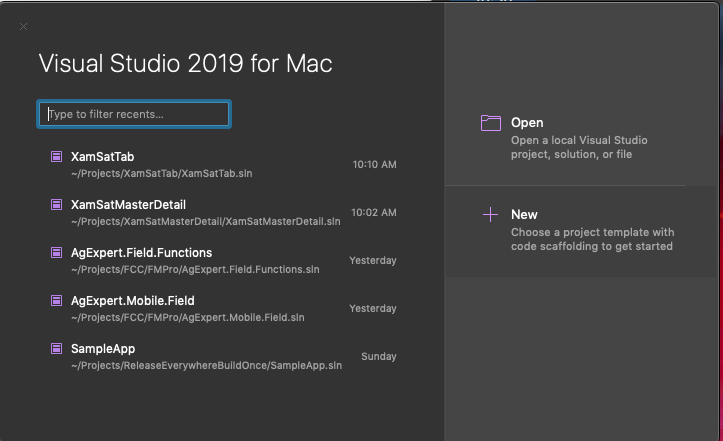 Visual Studio 2019 for Mac
Type to filter recents...
XamSatTab
~/Projects/XamSatTab/XamSatTab.sln
10:10 AM
XamSatMasterDetail
~/Projects/XamSatMasterDetail/XamSatMasterDetail.sln
10:02 AM
AgExpert.Field.Functions
~/Projects/FCC/FMPro/AgExpert.Field.Functions.sln
Yesterday
AgExpert.Mobile.Field
~/Projects/FCC/FMPro/AgExpert.Mobile.Field.sln
Yesterday
SampleApp
~/Projects/ReleaseEverywhereBuildOnce/SampleApp.sln
Sunday
Open
Open a local Visual Studio
project, solution, or file
New
Choose a project template with
code scaffolding to get started